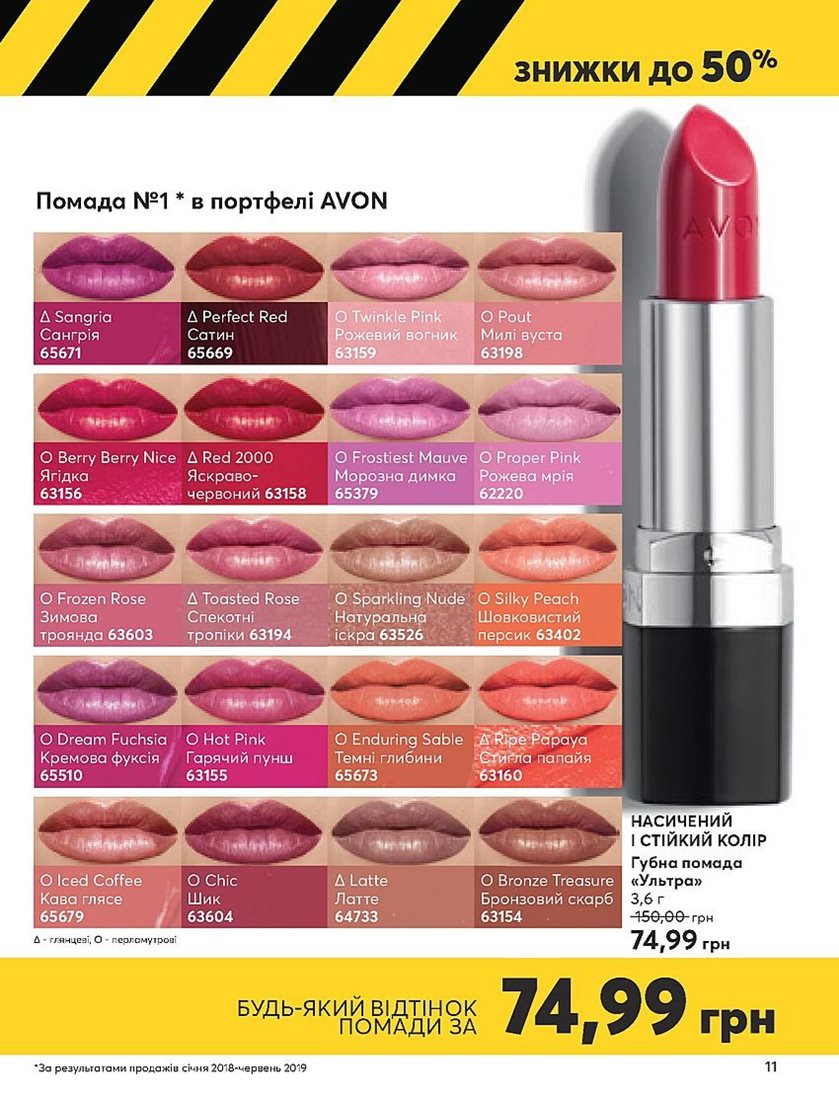 ЗНИЖКИ ДО 50%
Помада №1 * в портфелі AVON
AVON
Δ Sangria
Сангрія
65671
Δ Perfect Red
Сатин
65669
O Twinkle Pink
Рожевий вогник
63159
O Pout
Милі вуста
63198
O Berry Berry Nice
Ягідка
63156
Δ Red 2000
Яскраво-
червоний 63158
O Frostiest Mauve
Морозна димка
65379
O Proper Pink
Рожева мрія
62220
O Frozen Rose
Зимова
троянда 63603
Δ Toasted Rose
Спекотні
тропіки 63194
O Sparkling Nude
Натуральна
іскра 63526
O Silky Peach
Шовковистий
персик 63402
O Dream Fuchsia
Кремова фуксія
65510
O Hot Pink
Гарячий пунш
63155
O Enduring Sable
Темні глибини
65673
Δ Ripe Papaya
Стигла папайя
63160
O Iced Coffee
Кава глясе
65679
O Chic
Шик
63604
Δ Latte
Латте
64733
O Bronze Treasure
Бронзовий скарб
63154
Δ - глянцеві, O - перламутрові
НАСИЧЕНИЙ
І СТІЙКИЙ КОЛІР
Губна помада
«Ультра»
3,6 г
150,00 грн
74,99 грн
БУДЬ-ЯКИЙ ВІДТІНОК
ПОМАДИ ЗА
74,99 грн
*За результатами продажів січня 2018-червень 2019
11